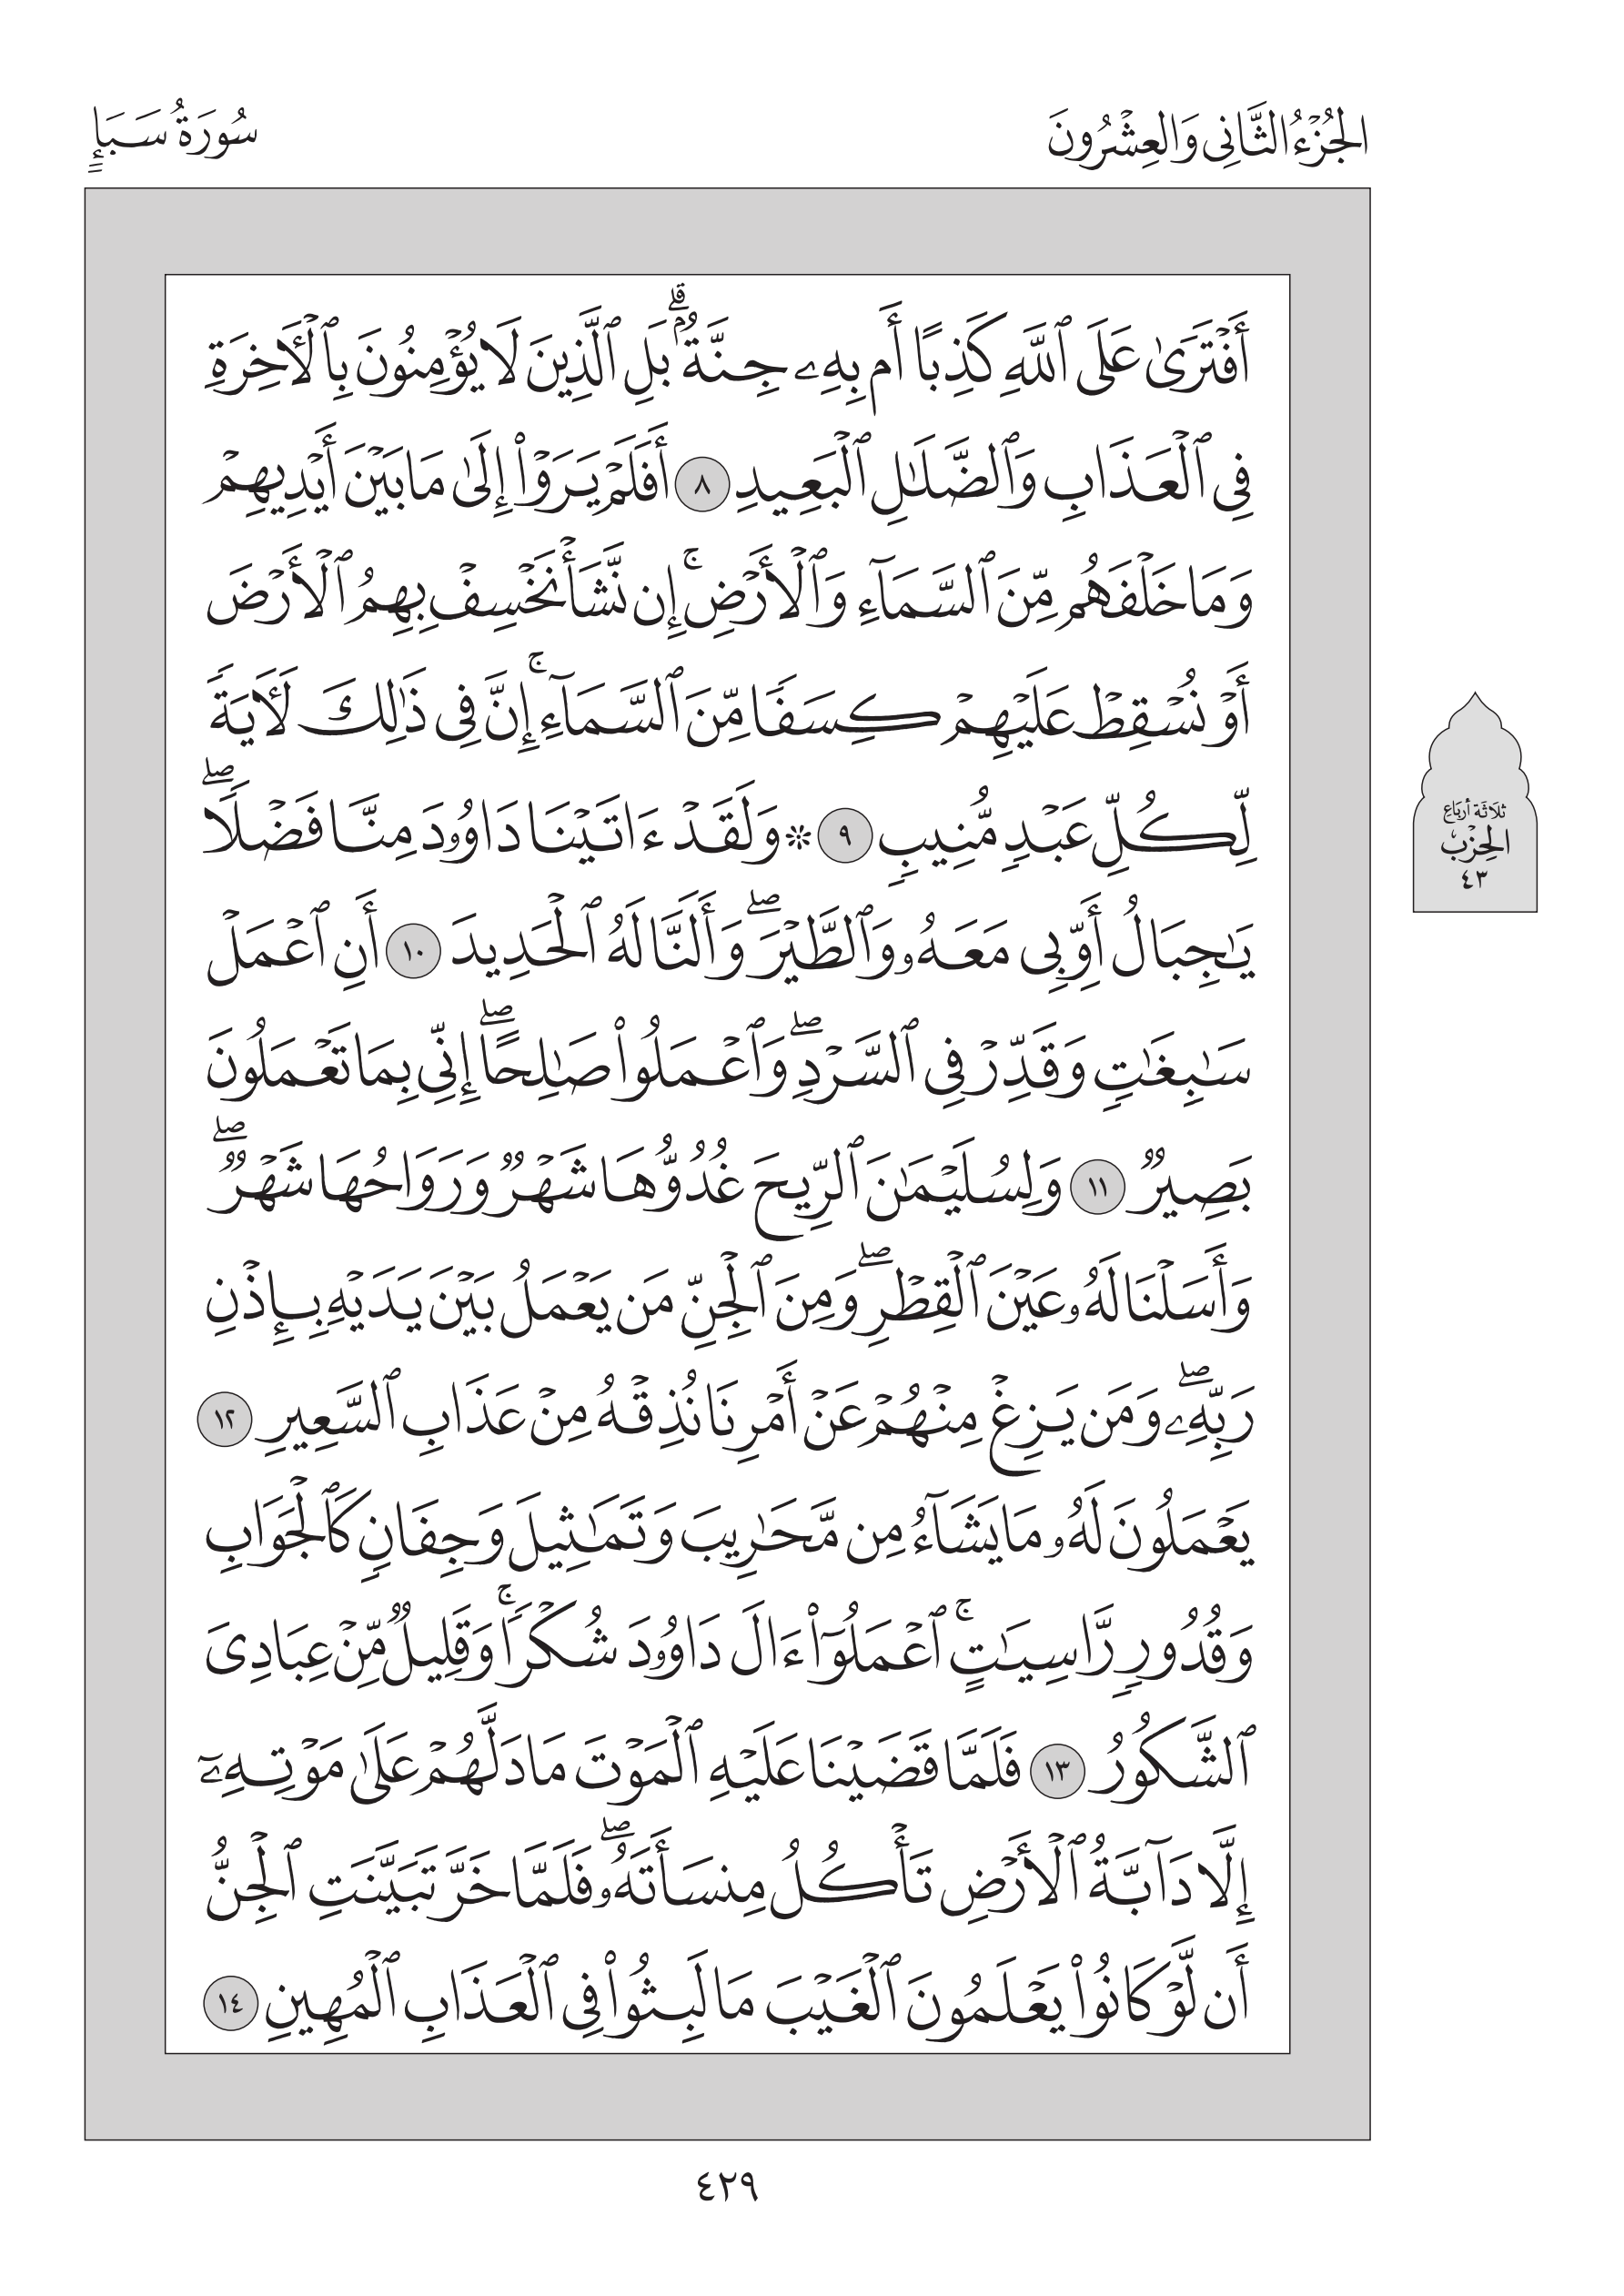 الجُزْءُ الثَّانِي وَالعِشْرُونَ
سُورَةُ سَبَإٍ
أَفْتَرَىٰ عَلَى ٱللَّهِ كَذِبًا أَم بِهِۦ جِنَّةٌۢ ۗ بَلِ ٱلَّذِينَ لَا يُؤْمِنُونَ بِٱلْأَخِرَةِ
فِى ٱلْعَذَابِ وَٱلضَّلَٰلِ ٱلْبَعِيدِ ٨ أَفَلَمْ يَرَوْا۟ إِلَىٰ مَا بَيْنَ أَيْدِيهِمْ
وَمَا خَلْفَهُم مِّنَ ٱلسَّمَآءِ وَٱلْأَرْضِ ۚ إِن نَّشَأْ نَخْسِفْ بِهِمُ ٱلْأَرْضَ
أَوْ نُسْقِطْ عَلَيْهِمْ كِسَفًا مِّنَ ٱلسَّمَآءِ ۚ إِنَّ فِى ذَٰلِكَ لَأَيَةً
لِّكُلِّ عَبْدٍ مُّنِيبٍ ٩ ۞ وَلَقَدْ ءَاتَيْنَا دَاوُۥدَ مِنَّا فَضْلًا ۖ
يَٰجِبَالُ أَوِّبِى مَعَهُۥ وَٱلطَّيْرَ ۖ وَأَلَنَّا لَهُ ٱلْحَدِيدَ ١٠ أَنِ ٱعْمَلْ
سَٰبِغَٰتٍ وَقَدِّرْ فِى ٱلسَّرْدِ ۖ وَٱعْمَلُوا۟ صَٰلِحًا ۖ إِنِّى بِمَا تَعْمَلُونَ
بَصِيرٌ ١١ وَلِسُلَيْمَٰنَ ٱلرِّيحَ غُدُوُّهَا شَهْرٌ وَرَوَاحُهَا شَهْرٌ ۖ
وَأَسَلْنَا لَهُۥ عَيْنَ ٱلْقِطْرِ ۖ وَمِنَ ٱلْجِنِّ مَن يَعْمَلُ بَيْنَ يَدَيْهِ بِإِذْنِ
رَبِّهِۦ ۖ وَمَن يَزِغْ مِنْهُمْ عَنْ أَمْرِنَا نُذِقْهُ مِنْ عَذَابِ ٱلسَّعِيرِ ١٢
يَعْمَلُونَ لَهُۥ مَا يَشَآءُ مِن مَّحَٰرِيبَ وَتَمَٰثِيلَ وَجِفَانٍ كَٱلْجَوَابِ
وَقُدُورٍ رَّاسِيَٰتٍ ۚ ٱعْمَلُوٓا۟ ءَالَ دَاوُۥدَ شُكْرًا ۚ وَقَلِيلٌ مِّنْ عِبَادِىَ
ٱلشَّكُورُ ١٣ فَلَمَّا قَضَيْنَا عَلَيْهِ ٱلْمَوْتَ مَا دَلَّهُمْ عَلَىٰ مَوْتِهِۦٓ
إِلَّا دَآبَّةُ ٱلْأَرْضِ تَأْكُلُ مِنسَأَتَهُۥ ۖ فَلَمَّا خَرَّ تَبَيَّنَتِ ٱلْجِنُّ
أَن لَّوْ كَانُوا۟ يَعْلَمُونَ ٱلْغَيْبَ مَا لَبِثُوا۟ فِى ٱلْعَذَابِ ٱلْمُهِينِ ١٤
ثلاثة أرباع
الحِزْب
٤٣
٤٢٩